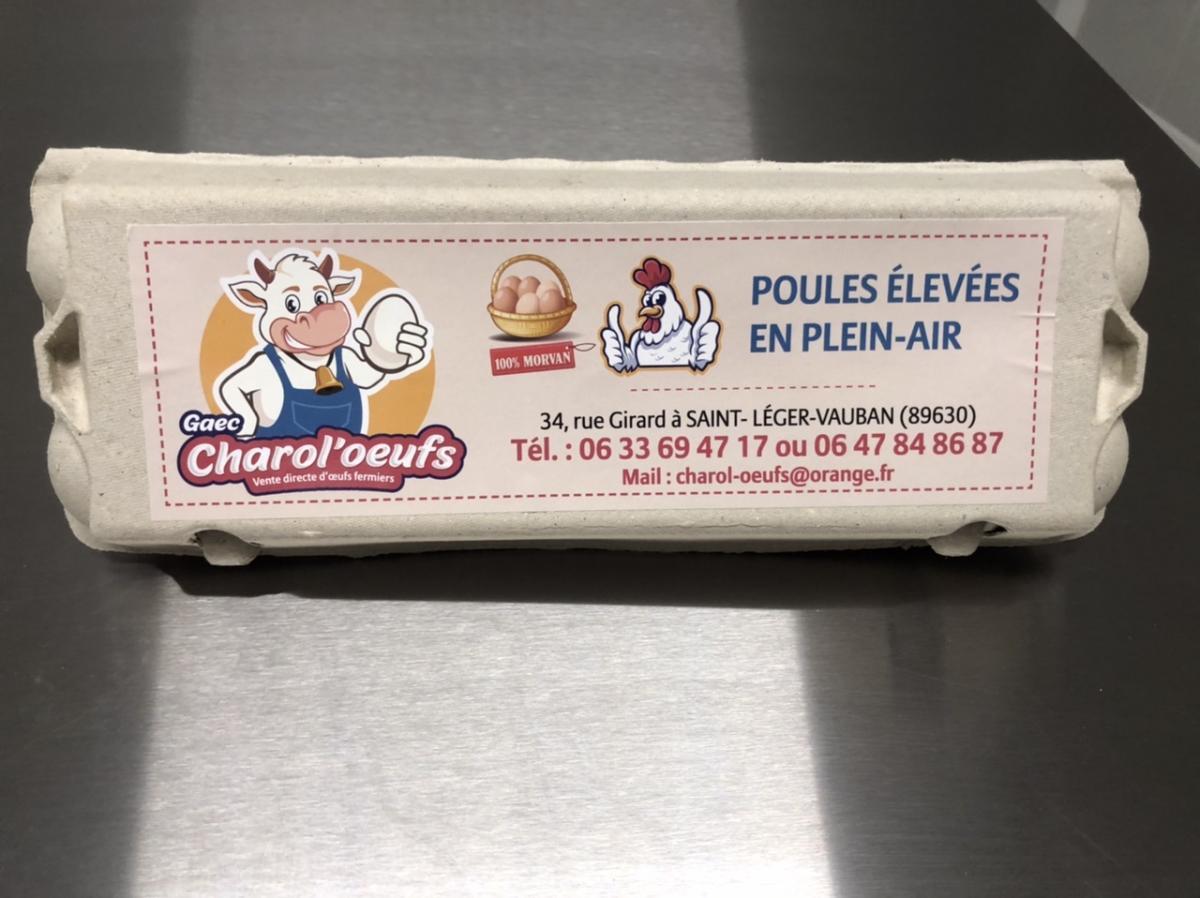 Gaec
Charol'oeufs
Vente directe d'œufs fermiers
100% MORVAN
POULES ÉLEVÉES
EN PLEIN-AIR
34, rue Girard à SAINT- LÉGER-VAUBAN (89630)
Tél. : 06 33 69 47 17 ou 06 47 84 86 87
Mail : charol-oeufs@orange.fr